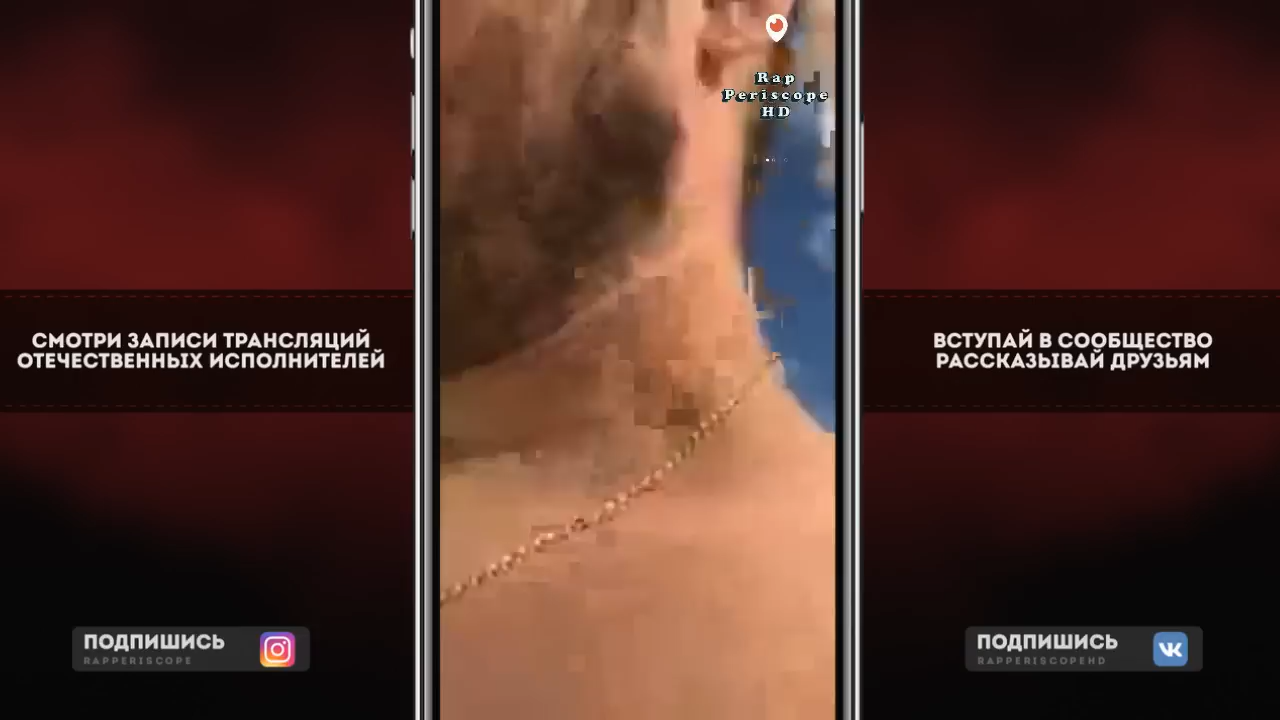 Rap
Periscope
HD
СМОТРИ ЗАПИСИ ТРАНСЛЯЦИЙ
ОТЕЧЕСТВЕННЫХ ИСПОЛНИТЕЛЕЙ
ВСТУПАЙ В СООБЩЕСТВО
РАССКАЗЫВАЙ ДРУЗЬЯМ
ПОДПИШИСЬ
RAPPERISCOPE
ПОДПИШИСЬ
RAPPERISCOPEHD